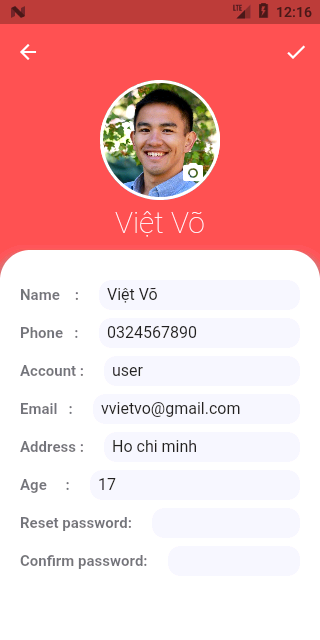 LTE 12:16
Việt Võ
Name : Việt Võ
Phone : 0324567890
Account : user
Email : vvietvo@gmail.com
Address : Ho chi minh
Age : 17
Reset password:
Confirm password: